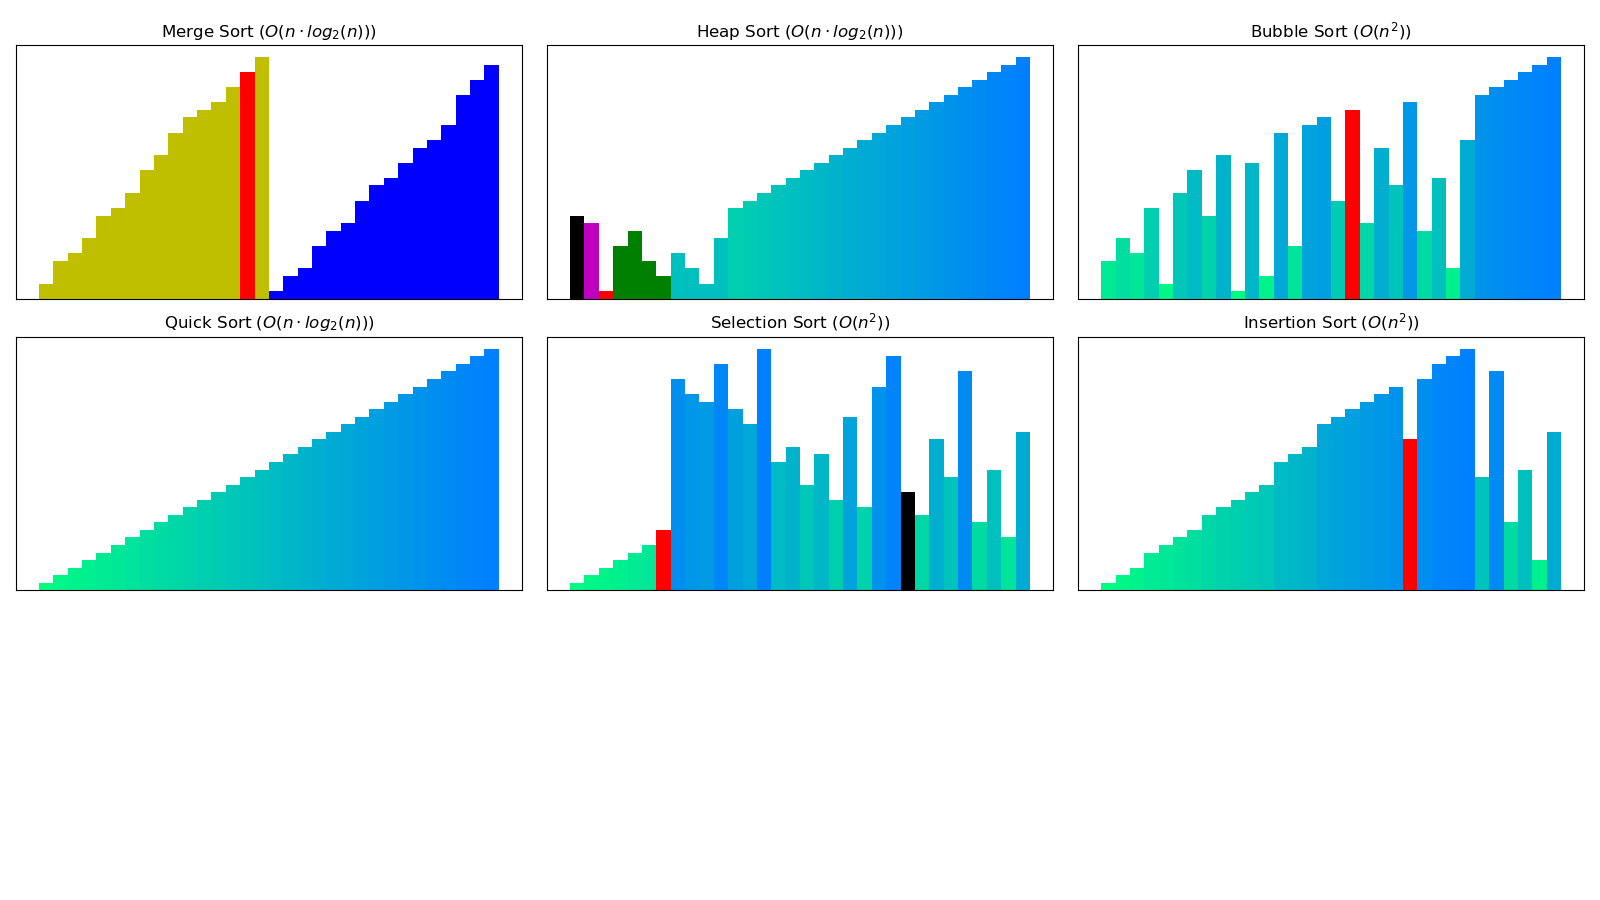 Merge Sort (O(n · log₂(n)))
Heap Sort (O(n · log₂(n)))
Bubble Sort (O(n²))
Quick Sort (O(n · log₂(n)))
Selection Sort (O(n²))
Insertion Sort (O(n²))